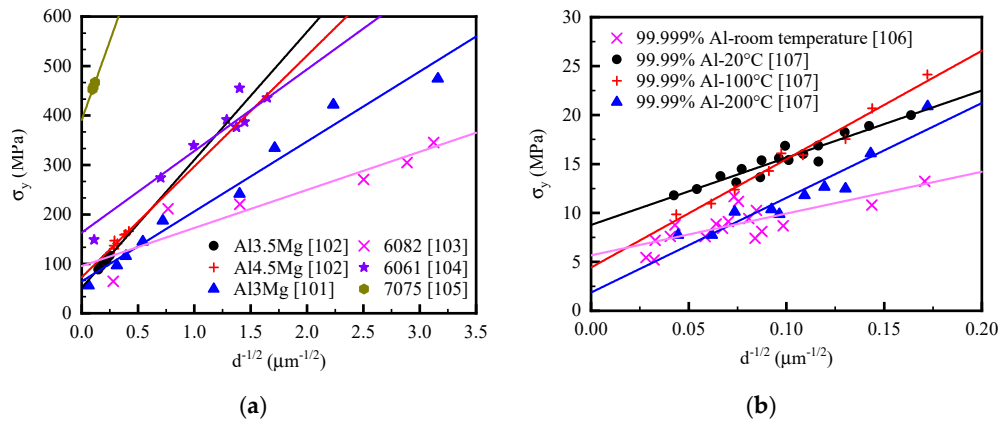 600
500
400
300
200
100
0
σy (MPa)
Al3.5Mg [102]
Al4.5Mg [102]
Al3Mg [101]
6082 [103]
6061 [104]
7075 [105]
0.0 0.5 1.0 1.5 2.0 2.5 3.0 3.5
d-1/2 (μm-1/2)
(a)
30
25
20
15
10
5
0
σy (MPa)
99.999% Al-room temperature [106]
99.99% Al-20°C [107]
99.99% Al-100°C [107]
99.99% Al-200°C [107]
0.00 0.05 0.10 0.15 0.20
d-1/2 (μm-1/2)
(b)